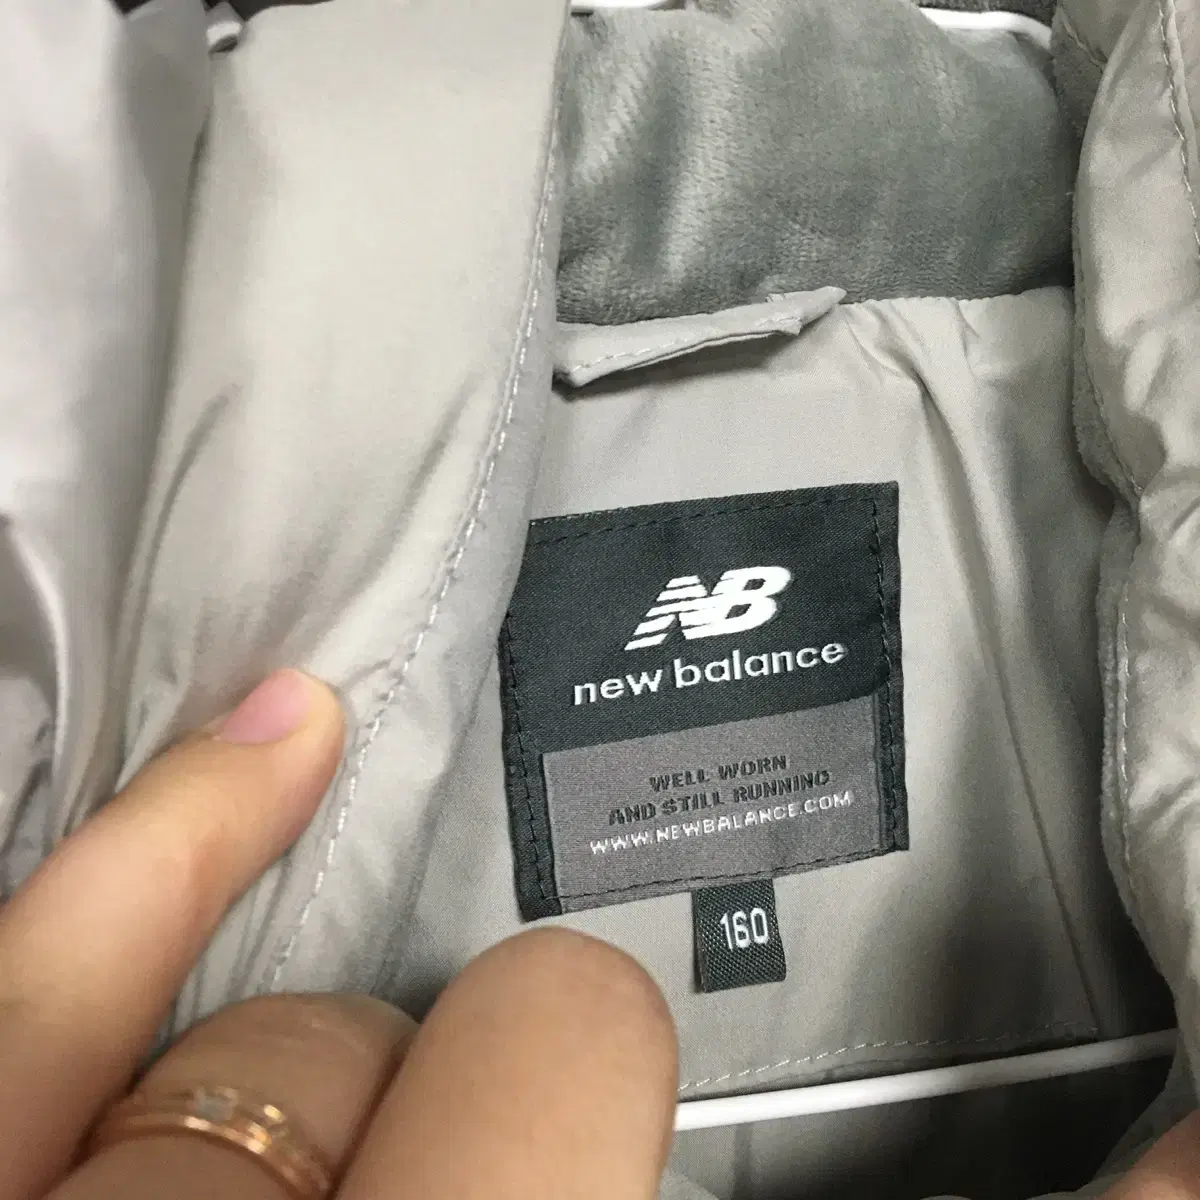 NB
new balance
WELL WORN
AND STILL RUNNING
WWW.NEWBALANCE.COM
160